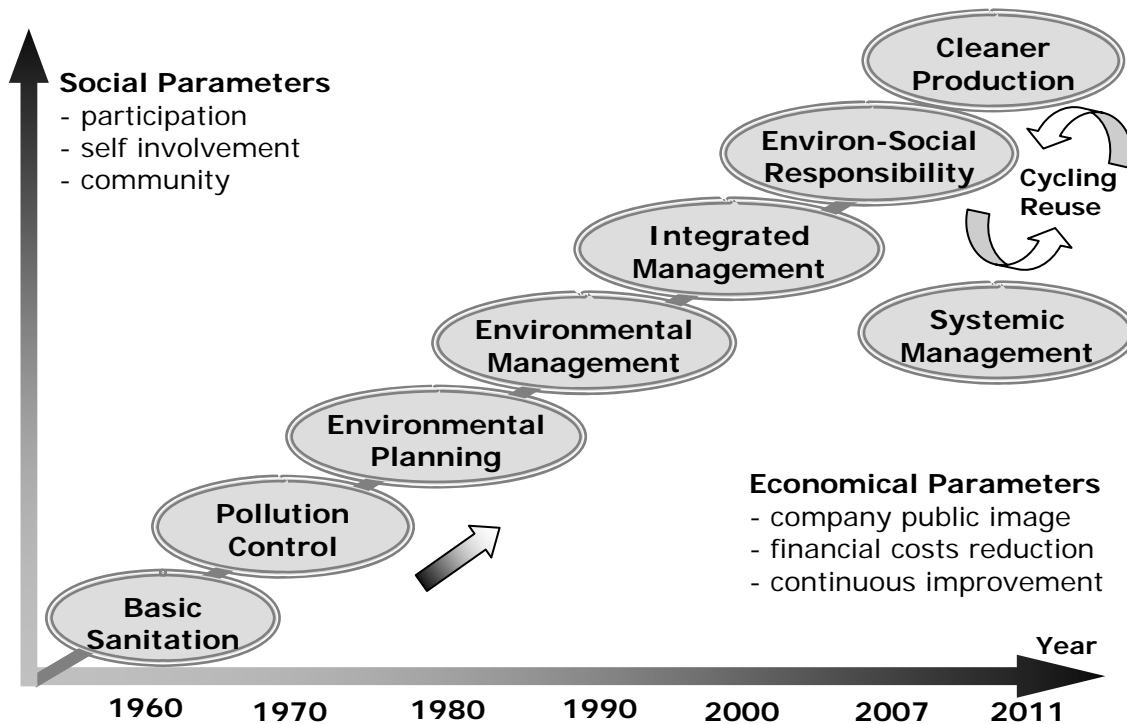 Social Parameters
- participation
- self involvement
- community
Cleaner
Production
Environ-Social
Responsibility
Cycling
Reuse
Integrated
Management
Systemic
Management
Environmental
Management
Environmental
Planning
Pollution
Control
Basic
Sanitation
Economical Parameters
- company public image
- financial costs reduction
- continuous improvement
Year
1960 1970 1980 1990 2000 2007 2011